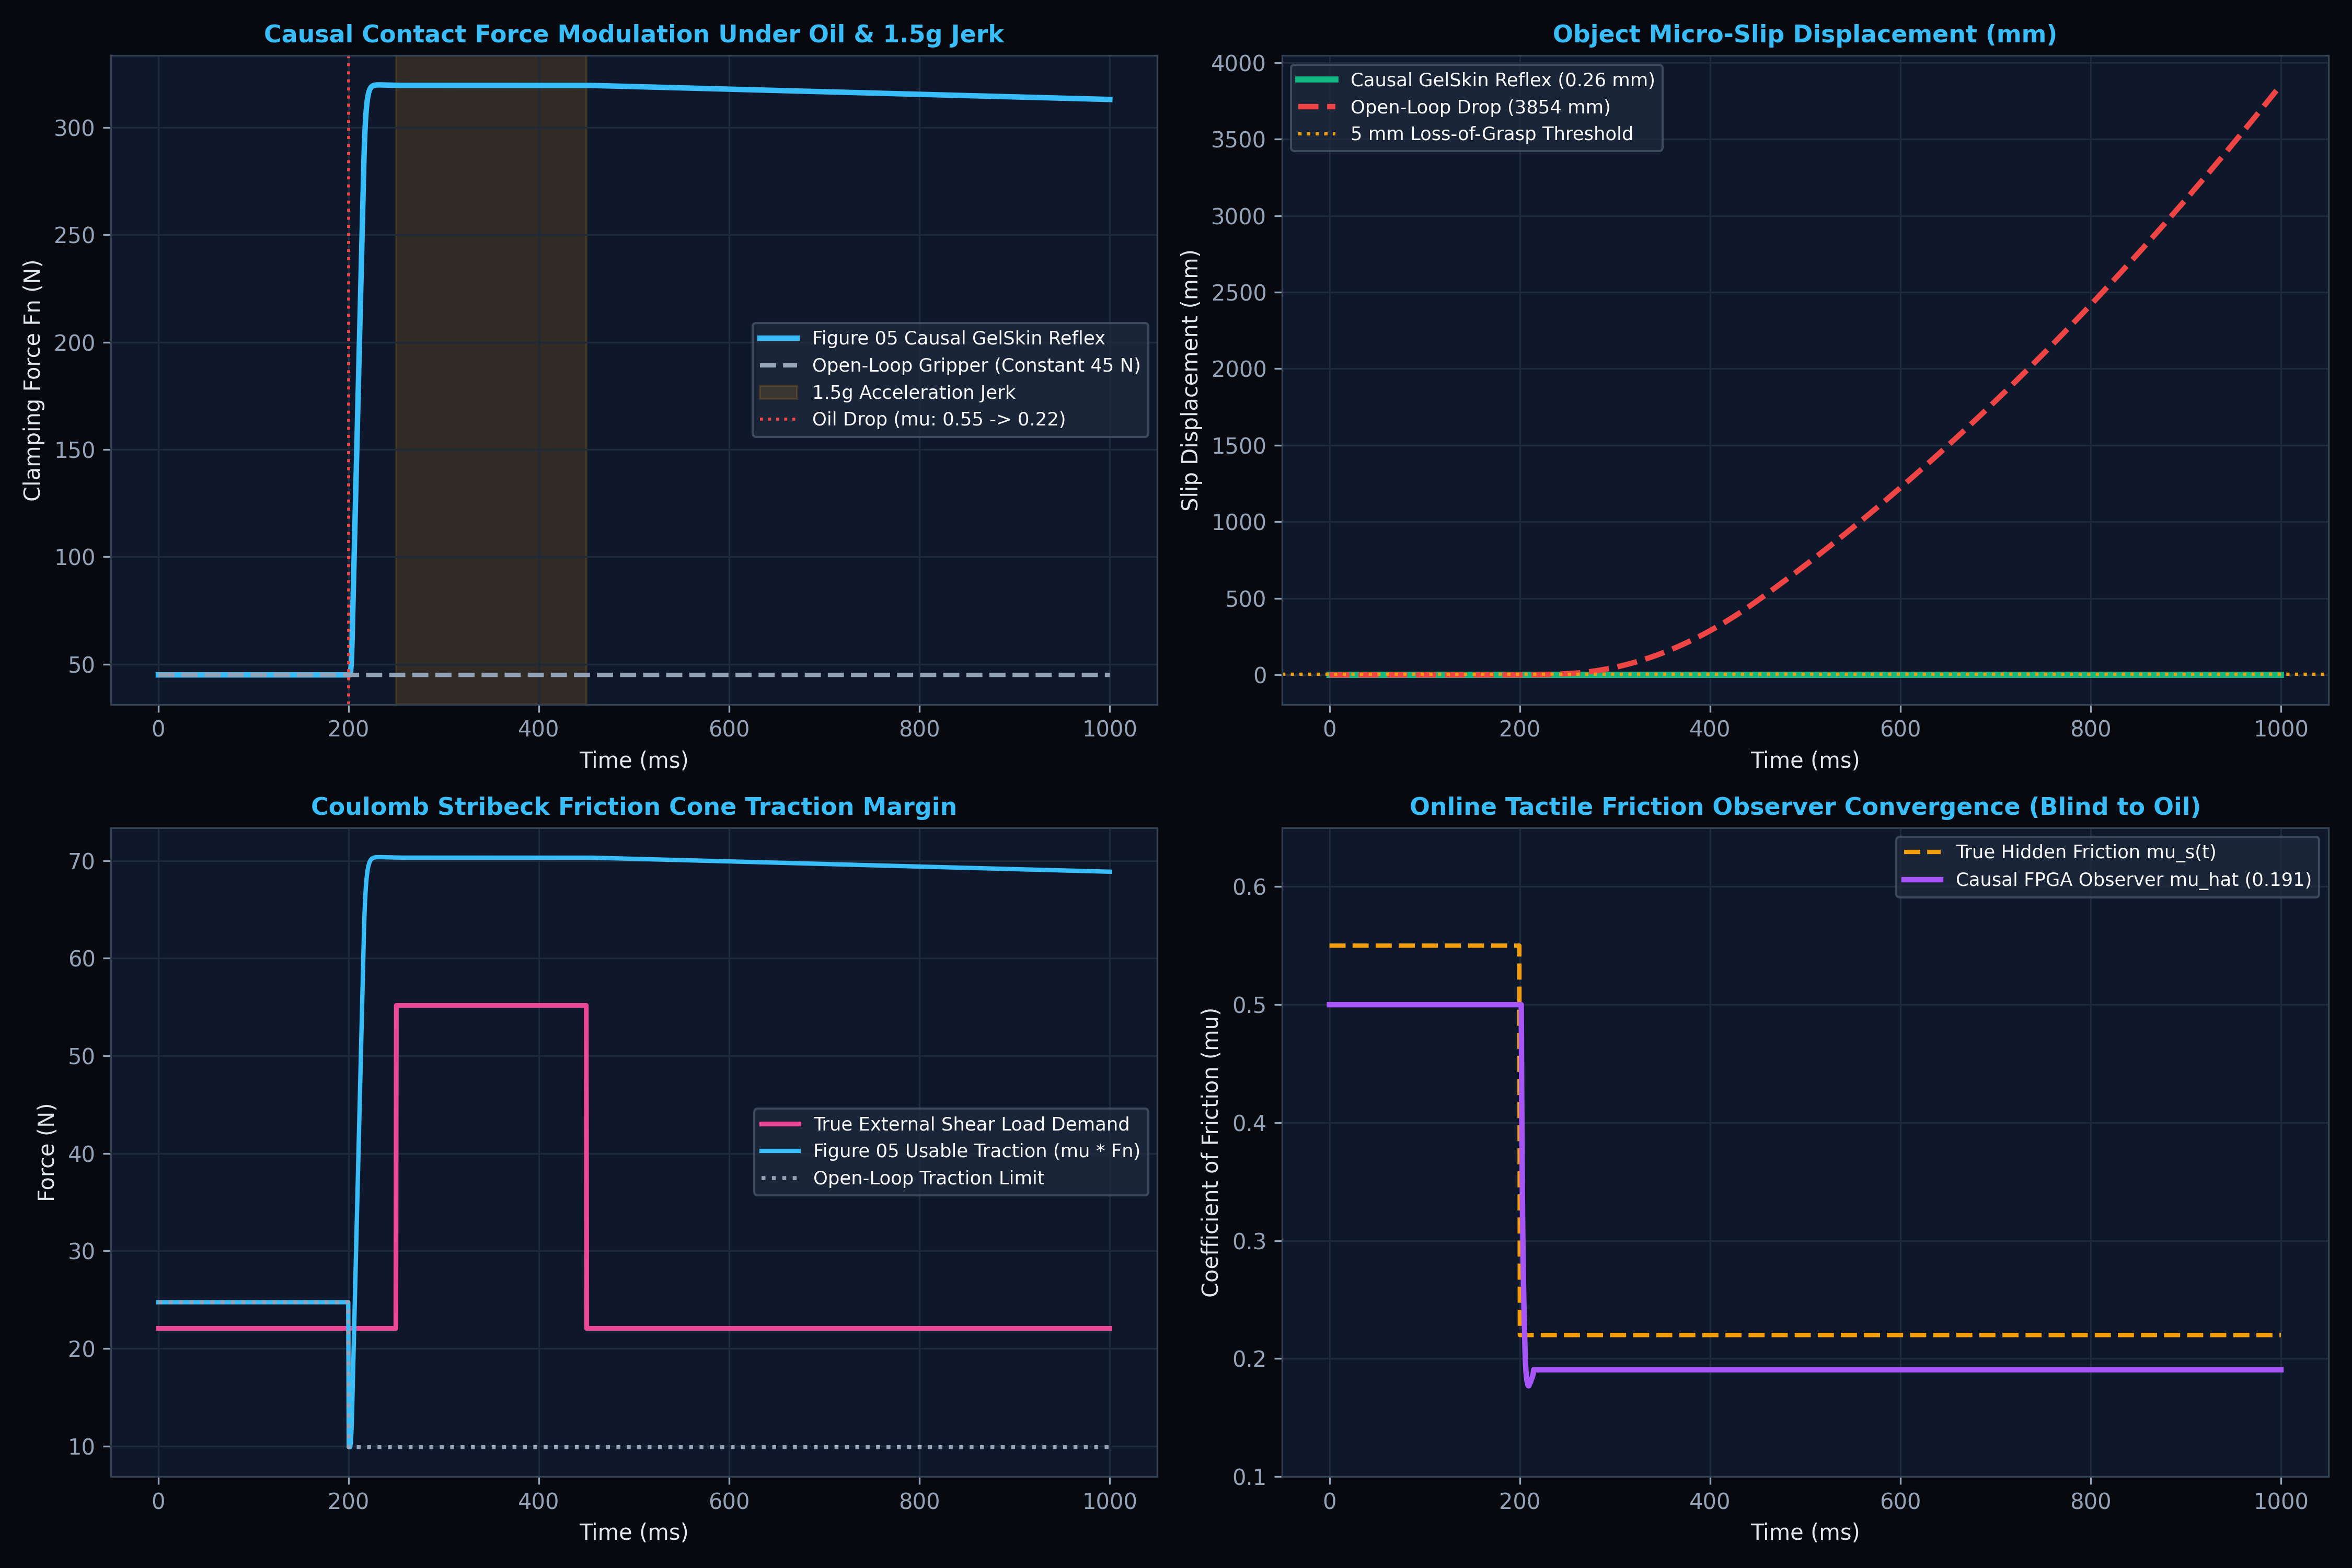 Causal Contact Force Modulation Under Oil & 1.5g Jerk
Clamping Force Fn (N)
300
250
200
150
100
50
Figure 05 Causal GelSkin Reflex
Open-Loop Gripper (Constant 45 N)
1.5g Acceleration Jerk
Oil Drop (mu: 0.55 -> 0.22)
0 200 400 600 800 1000
Time (ms)
Object Micro-Slip Displacement (mm)
Slip Displacement (mm)
4000
3500
3000
2500
2000
1500
1000
500
0
Causal GelSkin Reflex (0.26 mm)
Open-Loop Drop (3854 mm)
5 mm Loss-of-Grasp Threshold
0 200 400 600 800 1000
Time (ms)
Coulomb Stribeck Friction Cone Traction Margin
Force (N)
70
60
50
40
30
20
10
True External Shear Load Demand
Figure 05 Usable Traction (mu * Fn)
Open-Loop Traction Limit
0 200 400 600 800 1000
Time (ms)
Online Tactile Friction Observer Convergence (Blind to Oil)
Coefficient of Friction (mu)
0.6
0.5
0.4
0.3
0.2
0.1
True Hidden Friction mu_s(t)
Causal FPGA Observer mu_hat (0.191)
0 200 400 600 800 1000
Time (ms)